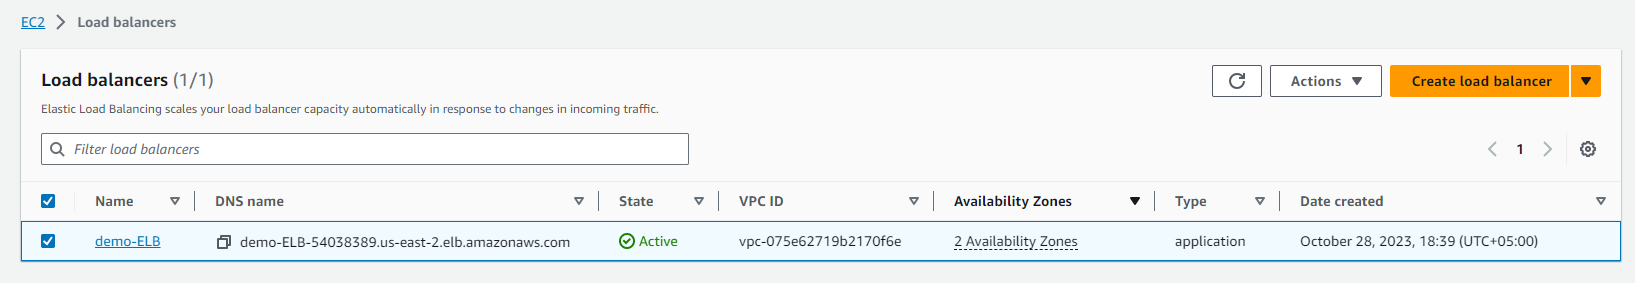 EC2 > Load balancers
Load balancers (1/1)
Actions
Create load balancer
Elastic Load Balancing scales your load balancer capacity automatically in response to changes in incoming traffic.
Filter load balancers
1
Name DNS name State VPC ID Availability Zones Type Date created
demo-ELB demo-ELB-54038389.us-east-2.elb.amazonaws.com Active vpc-075e62719b2170f6e 2 Availability Zones application October 28, 2023, 18:39 (UTC+05:00)